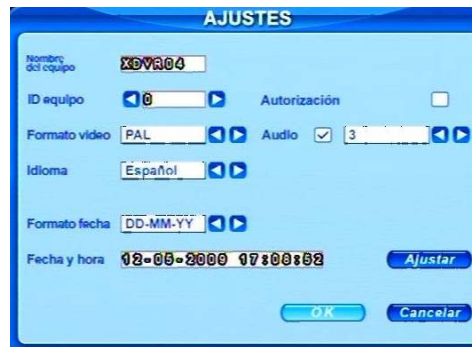 AJUSTES
Nombre del equipo XDVR04
ID equipo 0 Autorización
Formato video PAL Audio 3
Idioma Español
Formato fecha DD-MM-YY
Fecha y hora 12-05-2009 17:08:52 Ajustar
OK Cancelar